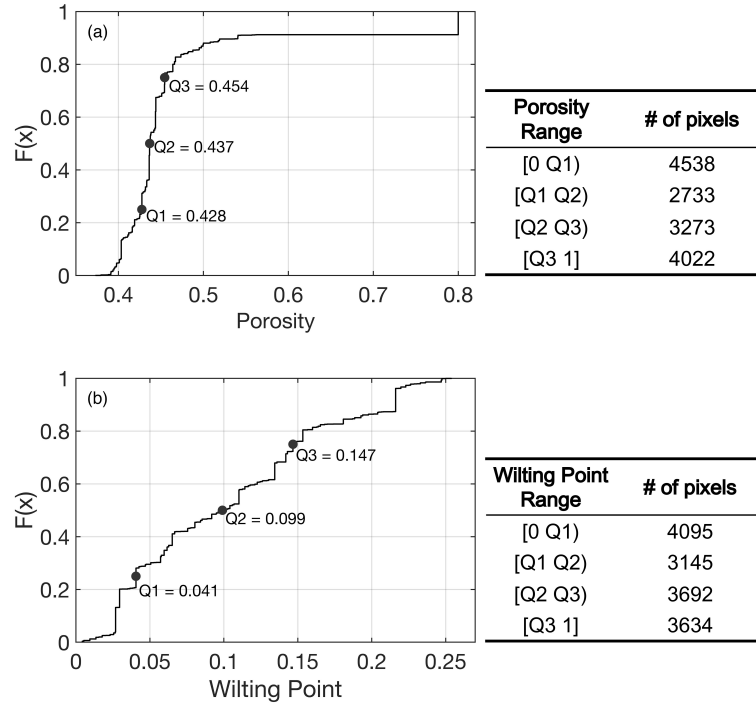 (a)
1
0.8
0.6
0.4
0.2
0
F(x)
Q3 = 0.454
Q2 = 0.437
Q1 = 0.428
0.4 0.5 0.6 0.7 0.8
Porosity
Porosity Range # of pixels
[0 Q1) 4538
[Q1 Q2) 2733
[Q2 Q3) 3273
[Q3 1] 4022
(b)
1
0.8
0.6
0.4
0.2
0
F(x)
Q3 = 0.147
Q2 = 0.099
Q1 = 0.041
0 0.05 0.1 0.15 0.2 0.25
Wilting Point
Wilting Point Range # of pixels
[0 Q1) 4095
[Q1 Q2) 3145
[Q2 Q3) 3692
[Q3 1] 3634